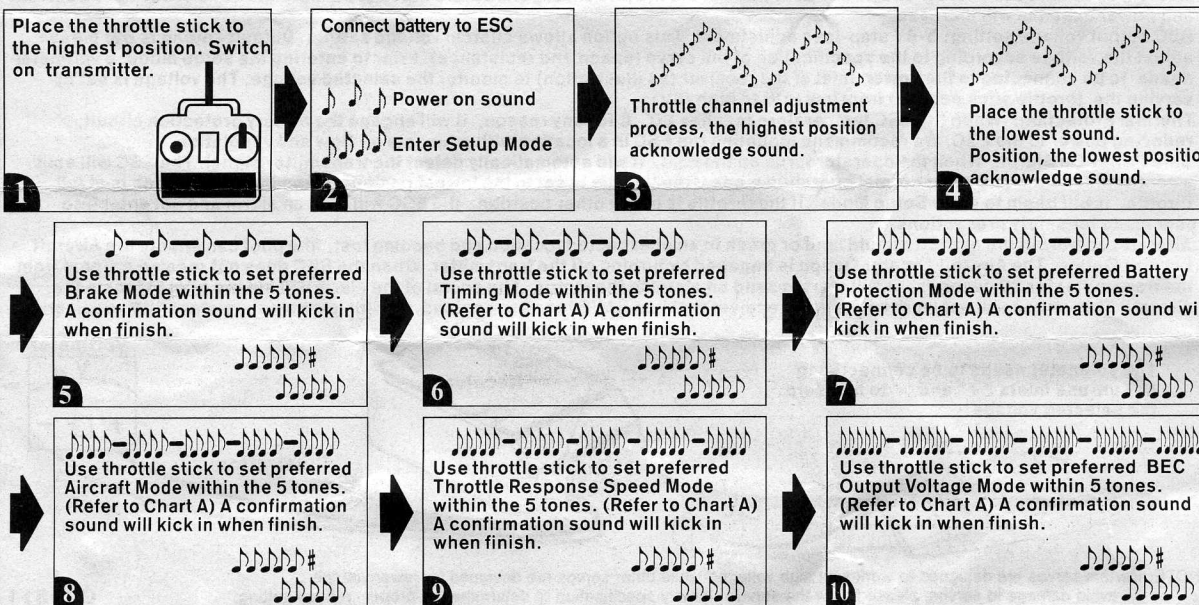 Place the throttle stick to
the highest position. Switch
on transmitter.
1
Connect battery to ESC
Power on sound
Enter Setup Mode
2
Throttle channel adjustment
process, the highest position
acknowledge sound.
3
Place the throttle stick to
the lowest sound.
Position, the lowest positio
acknowledge sound.
4
Use throttle stick to set preferred
Brake Mode within the 5 tones.
A confirmation sound will kick in
when finish.
5
Use throttle stick to set preferred
Timing Mode within the 5 tones.
(Refer to Chart A) A confirmation
sound will kick in when finish.
6
Use throttle stick to set preferred Battery
Protection Mode within the 5 tones.
(Refer to Chart A) A confirmation sound wil
kick in when finish.
7
Use throttle stick to set preferred
Aircraft Mode within the 5 tones.
(Refer to Chart A) A confirmation
sound will kick in when finish.
8
Use throttle stick to set preferred
Throttle Response Speed Mode
within the 5 tones. (Refer to Chart A)
A confirmation sound will kick in
when finish.
9
Use throttle stick to set preferred BEC
Output Voltage Mode within 5 tones.
(Refer to Chart A) A confirmation sound
will kick in when finish.
10